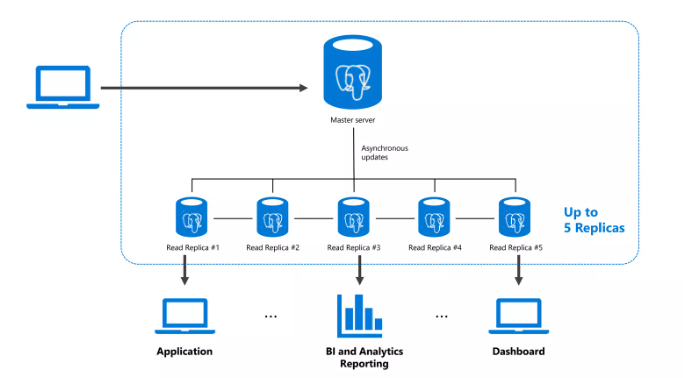 Master server
Asynchronous
updates
Read Replica #1
Read Replica #2
Read Replica #3
Read Replica #4
Read Replica #5
Up to
5 Replicas
...
...
Application
BI and Analytics
Reporting
Dashboard